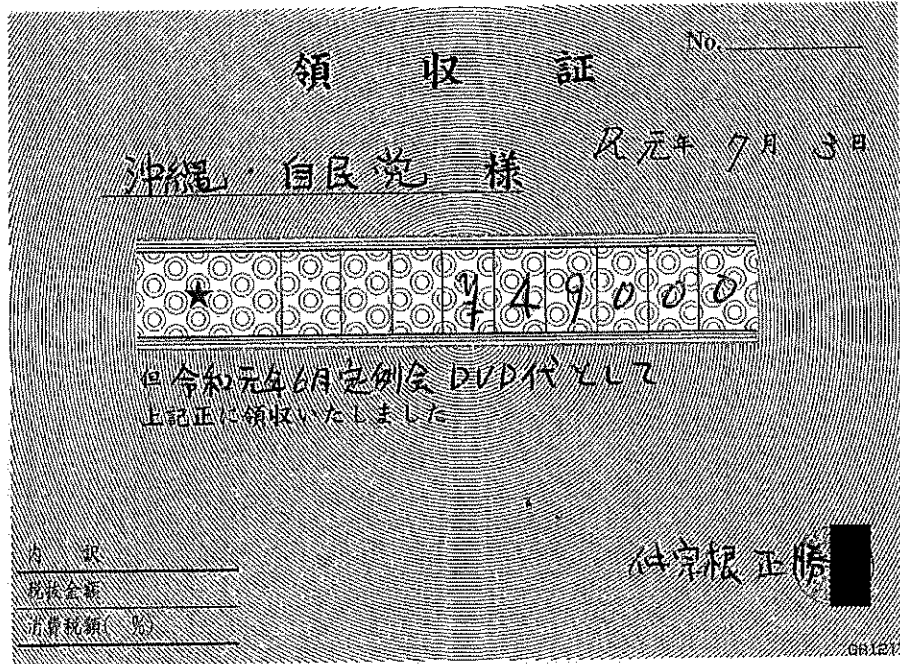 No.
領収証
R元年 7月 3日
沖縄・自民党 様
★ ¥49000
但 令和元年6月定例会 DVD代として
上記正に領収いたしました
仲宗根 正勝
内訳
税抜金額
消費税額( %)